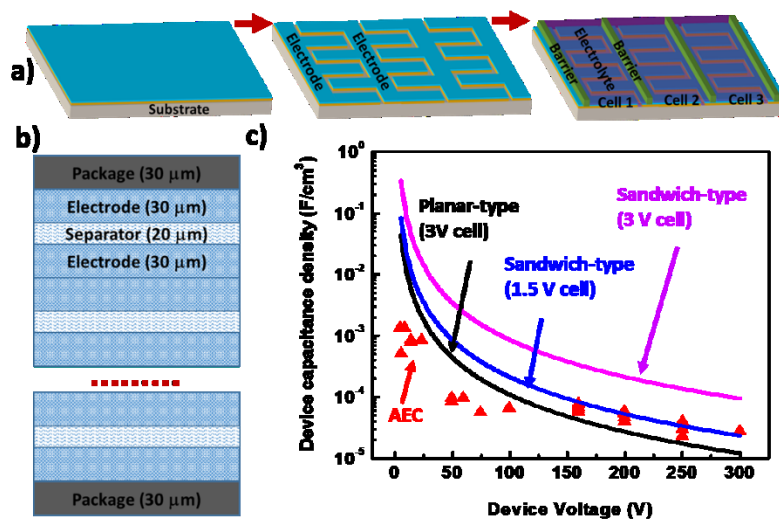 a)
Substrate
Electrode
Electrode
Barrier
Electrolyte
Barrier
Cell 1
Cell 2
Cell 3
b)
Package (30 μm)
Electrode (30 μm)
Separator (20 μm)
Electrode (30 μm)
Package (30 μm)
c)
Device capacitance density (F/cm³)
10⁰
10⁻¹
10⁻²
10⁻³
10⁻⁴
10⁻⁵
Planar-type
(3V cell)
Sandwich-type
(3 V cell)
Sandwich-type
(1.5 V cell)
AEC
0 50 100 150 200 250 300
Device Voltage (V)